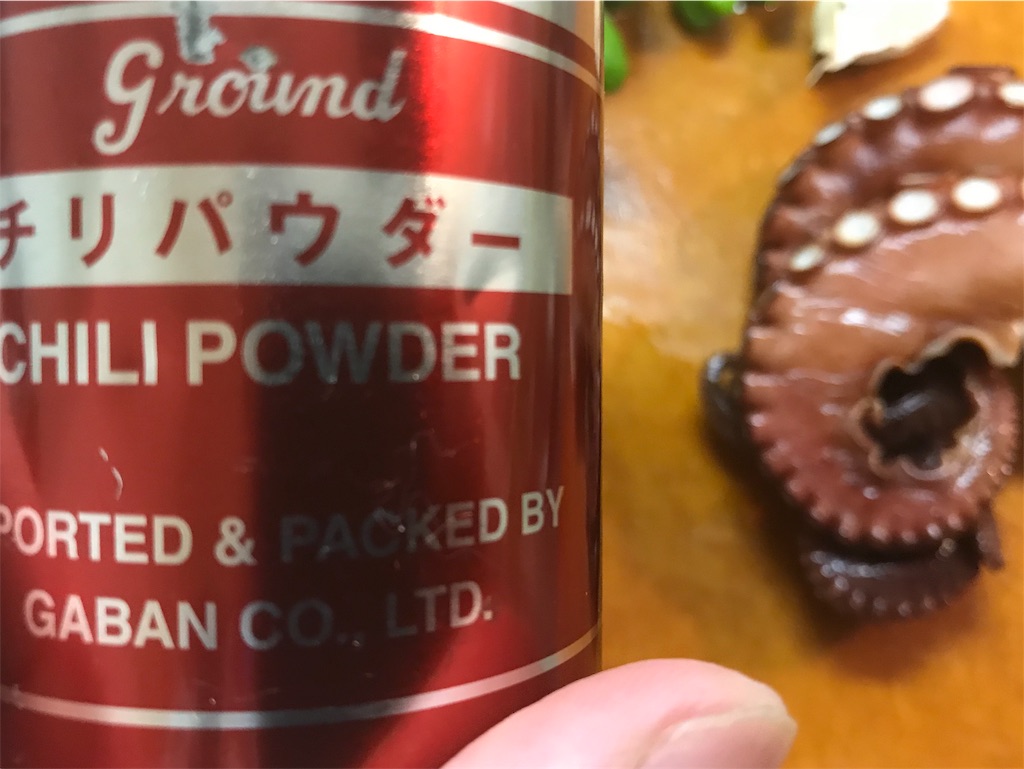 Ground
チリパウダー
CHILI POWDER
PORTED & PACKED BY
GABAN CO., LTD.